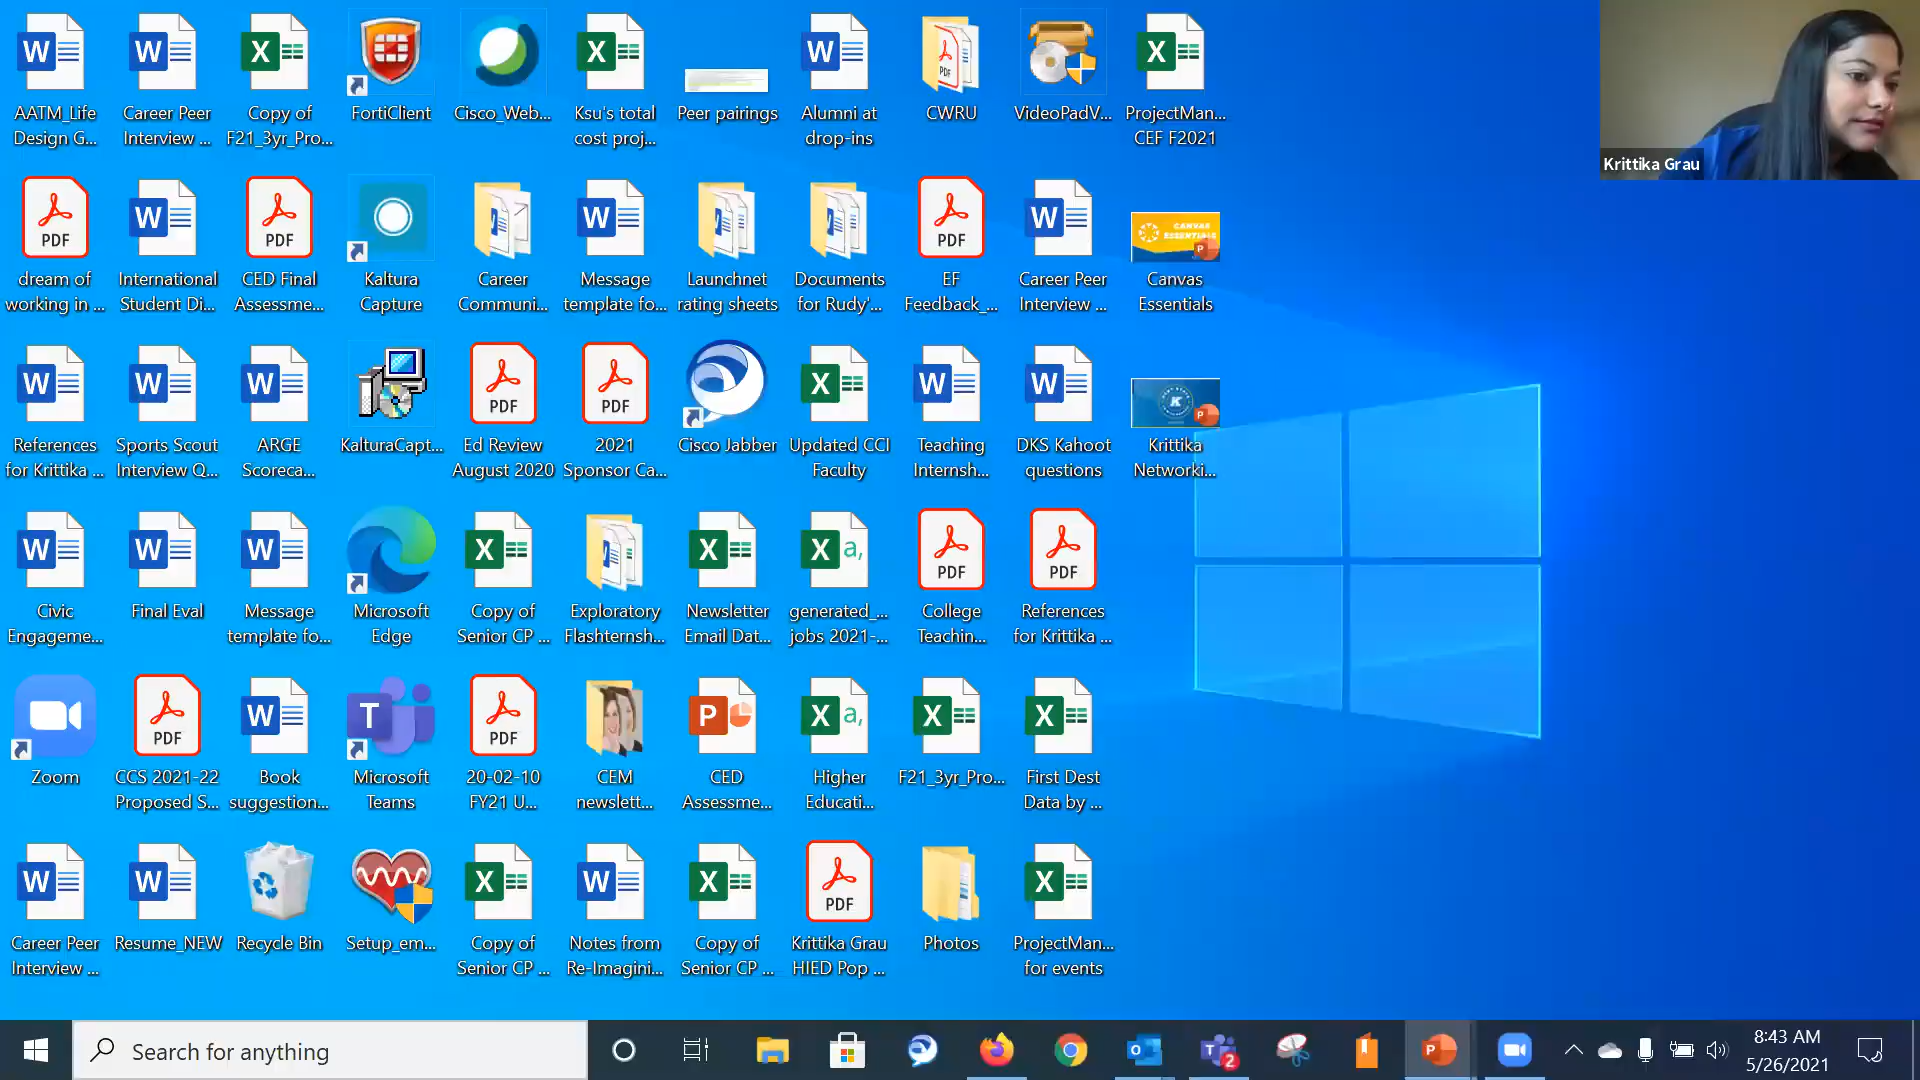 AATM_Life
Design G...
Career Peer
Interview ...
Copy of
F21_3yr_Pro...
FortiClient
Cisco_Web...
Ksu's total
cost proj...
Peer pairings
Alumni at
drop-ins
CWRU
VideoPadV...
ProjectMan...
CEF F2021
Krittika Grau
dream of
working in ...
International
Student Di...
CED Final
Assessme...
Kaltura
Capture
Career
Communi...
Message
template fo...
Launchnet
rating sheets
Documents
for Rudy'...
EF
Feedback_...
Career Peer
Interview ...
CANVAS
ESSENTIALS
Canvas
Essentials
References
for Krittika ...
Sports Scout
Interview Q...
ARGE
Scoreca...
KalturaCapt...
Ed Review
August 2020
2021
Sponsor Ca...
Cisco Jabber
Updated CCI
Faculty
Teaching
Internsh...
DKS Kahoot
questions
Krittika
Networki...
Civic
Engageme...
Final Eval
Message
template fo...
Microsoft
Edge
Copy of
Senior CP ...
Exploratory
Flashternsh...
Newsletter
Email Dat...
generated_...
jobs 2021-...
College
Teachin...
References
for Krittika ...
Zoom
CCS 2021-22
Proposed S...
Book
suggestion...
Microsoft
Teams
20-02-10
FY21 U...
CEM
newslett...
CED
Assessme...
Higher
Educati...
F21_3yr_Pro...
First Dest
Data by ...
Career Peer
Interview ...
Resume_NEW
Recycle Bin
Setup_em...
Copy of
Senior CP ...
Notes from
Re-Imagini...
Copy of
Senior CP ...
Krittika Grau
HIED Pop ...
Photos
ProjectMan...
for events
Search for anything
2
8:43 AM
5/26/2021